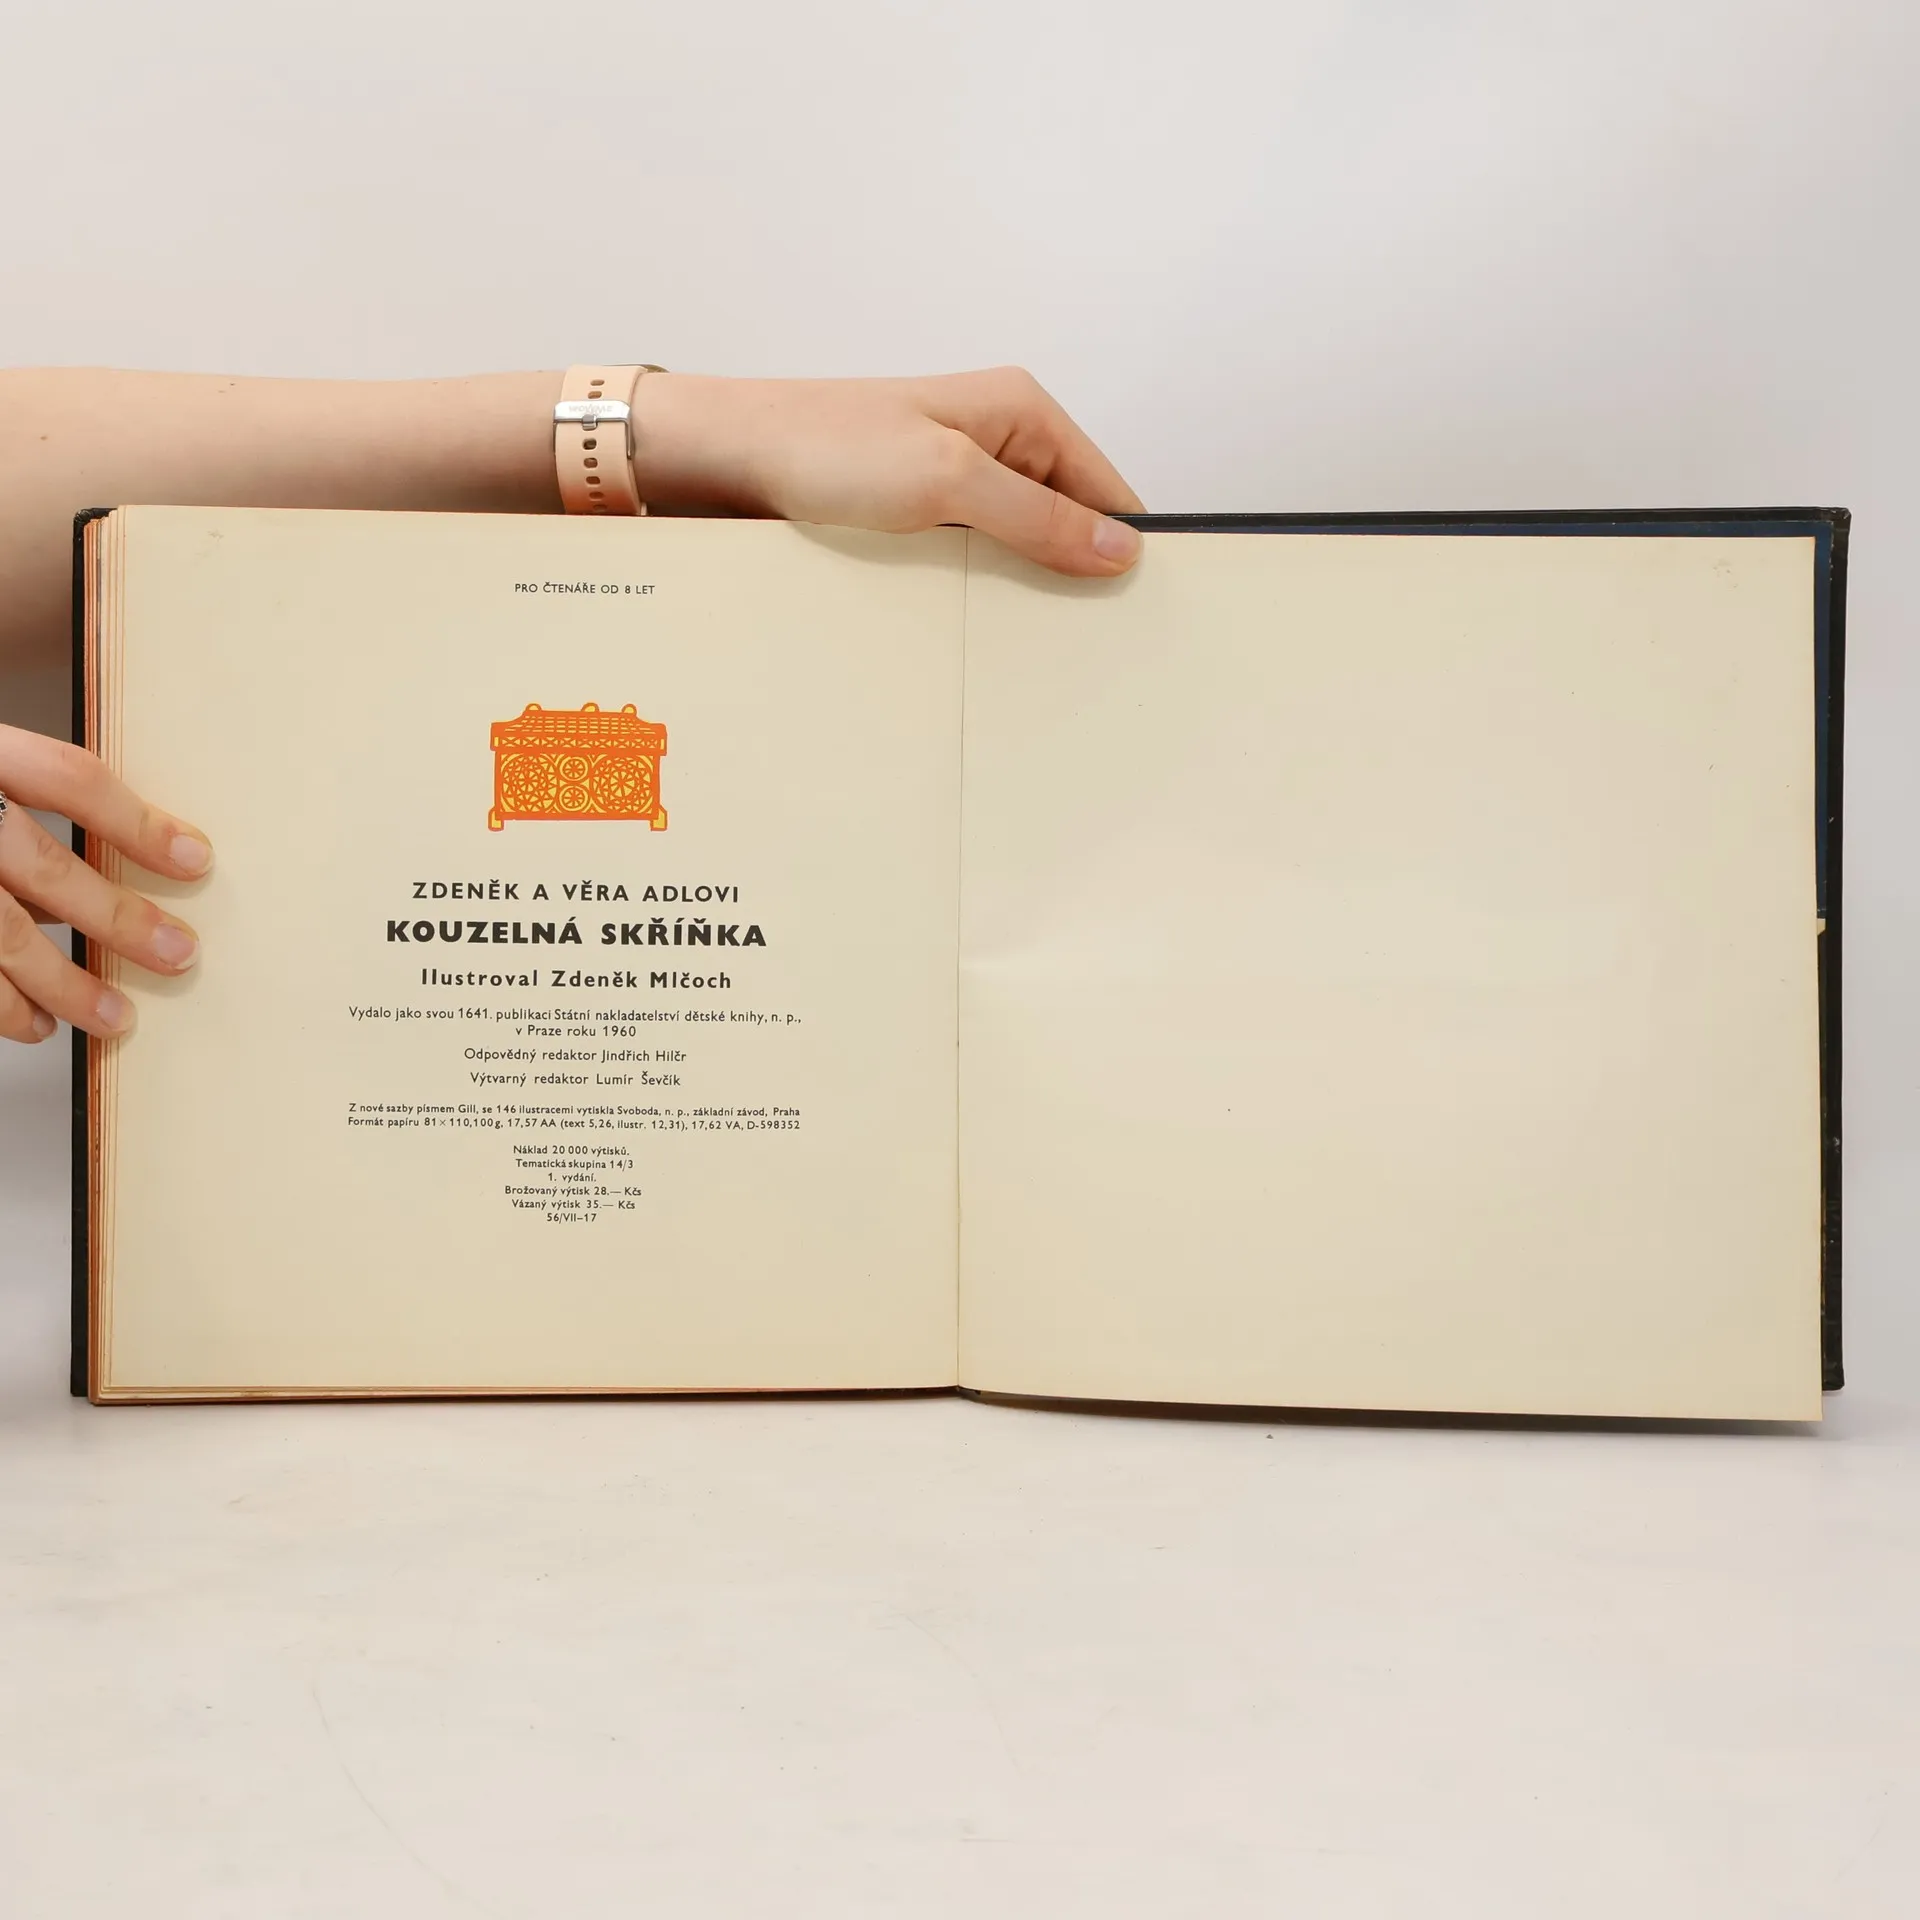 PRO ČTENÁŘE OD 8 LET
ZDENĚK A VĚRA ADLOVI
KOUZELNÁ SKŘÍŇKA
Ilustroval Zdeněk Mlčoch
Vydalo jako svou 1641. publikaci Státní nakladatelství dětské knihy, n. p.,
v Praze roku 1960
Odpovědný redaktor Jindřich Hilčr
Výtvarný redaktor Lumír Ševčík
Z nové sazby písmem Gill, se 146 ilustracemi vytiskla Svoboda, n. p., základní závod, Praha
Formát papíru 81×110,100g, 17,57 AA (text 5,26, ilustr. 12,31), 17,62 VA, D-598352
Náklad 20 000 výtisků.
Tematická skupina 14/3
1. vydání.
Brožovaný výtisk 28.— Kčs
Vázaný výtisk 35.— Kčs
56/VII–17